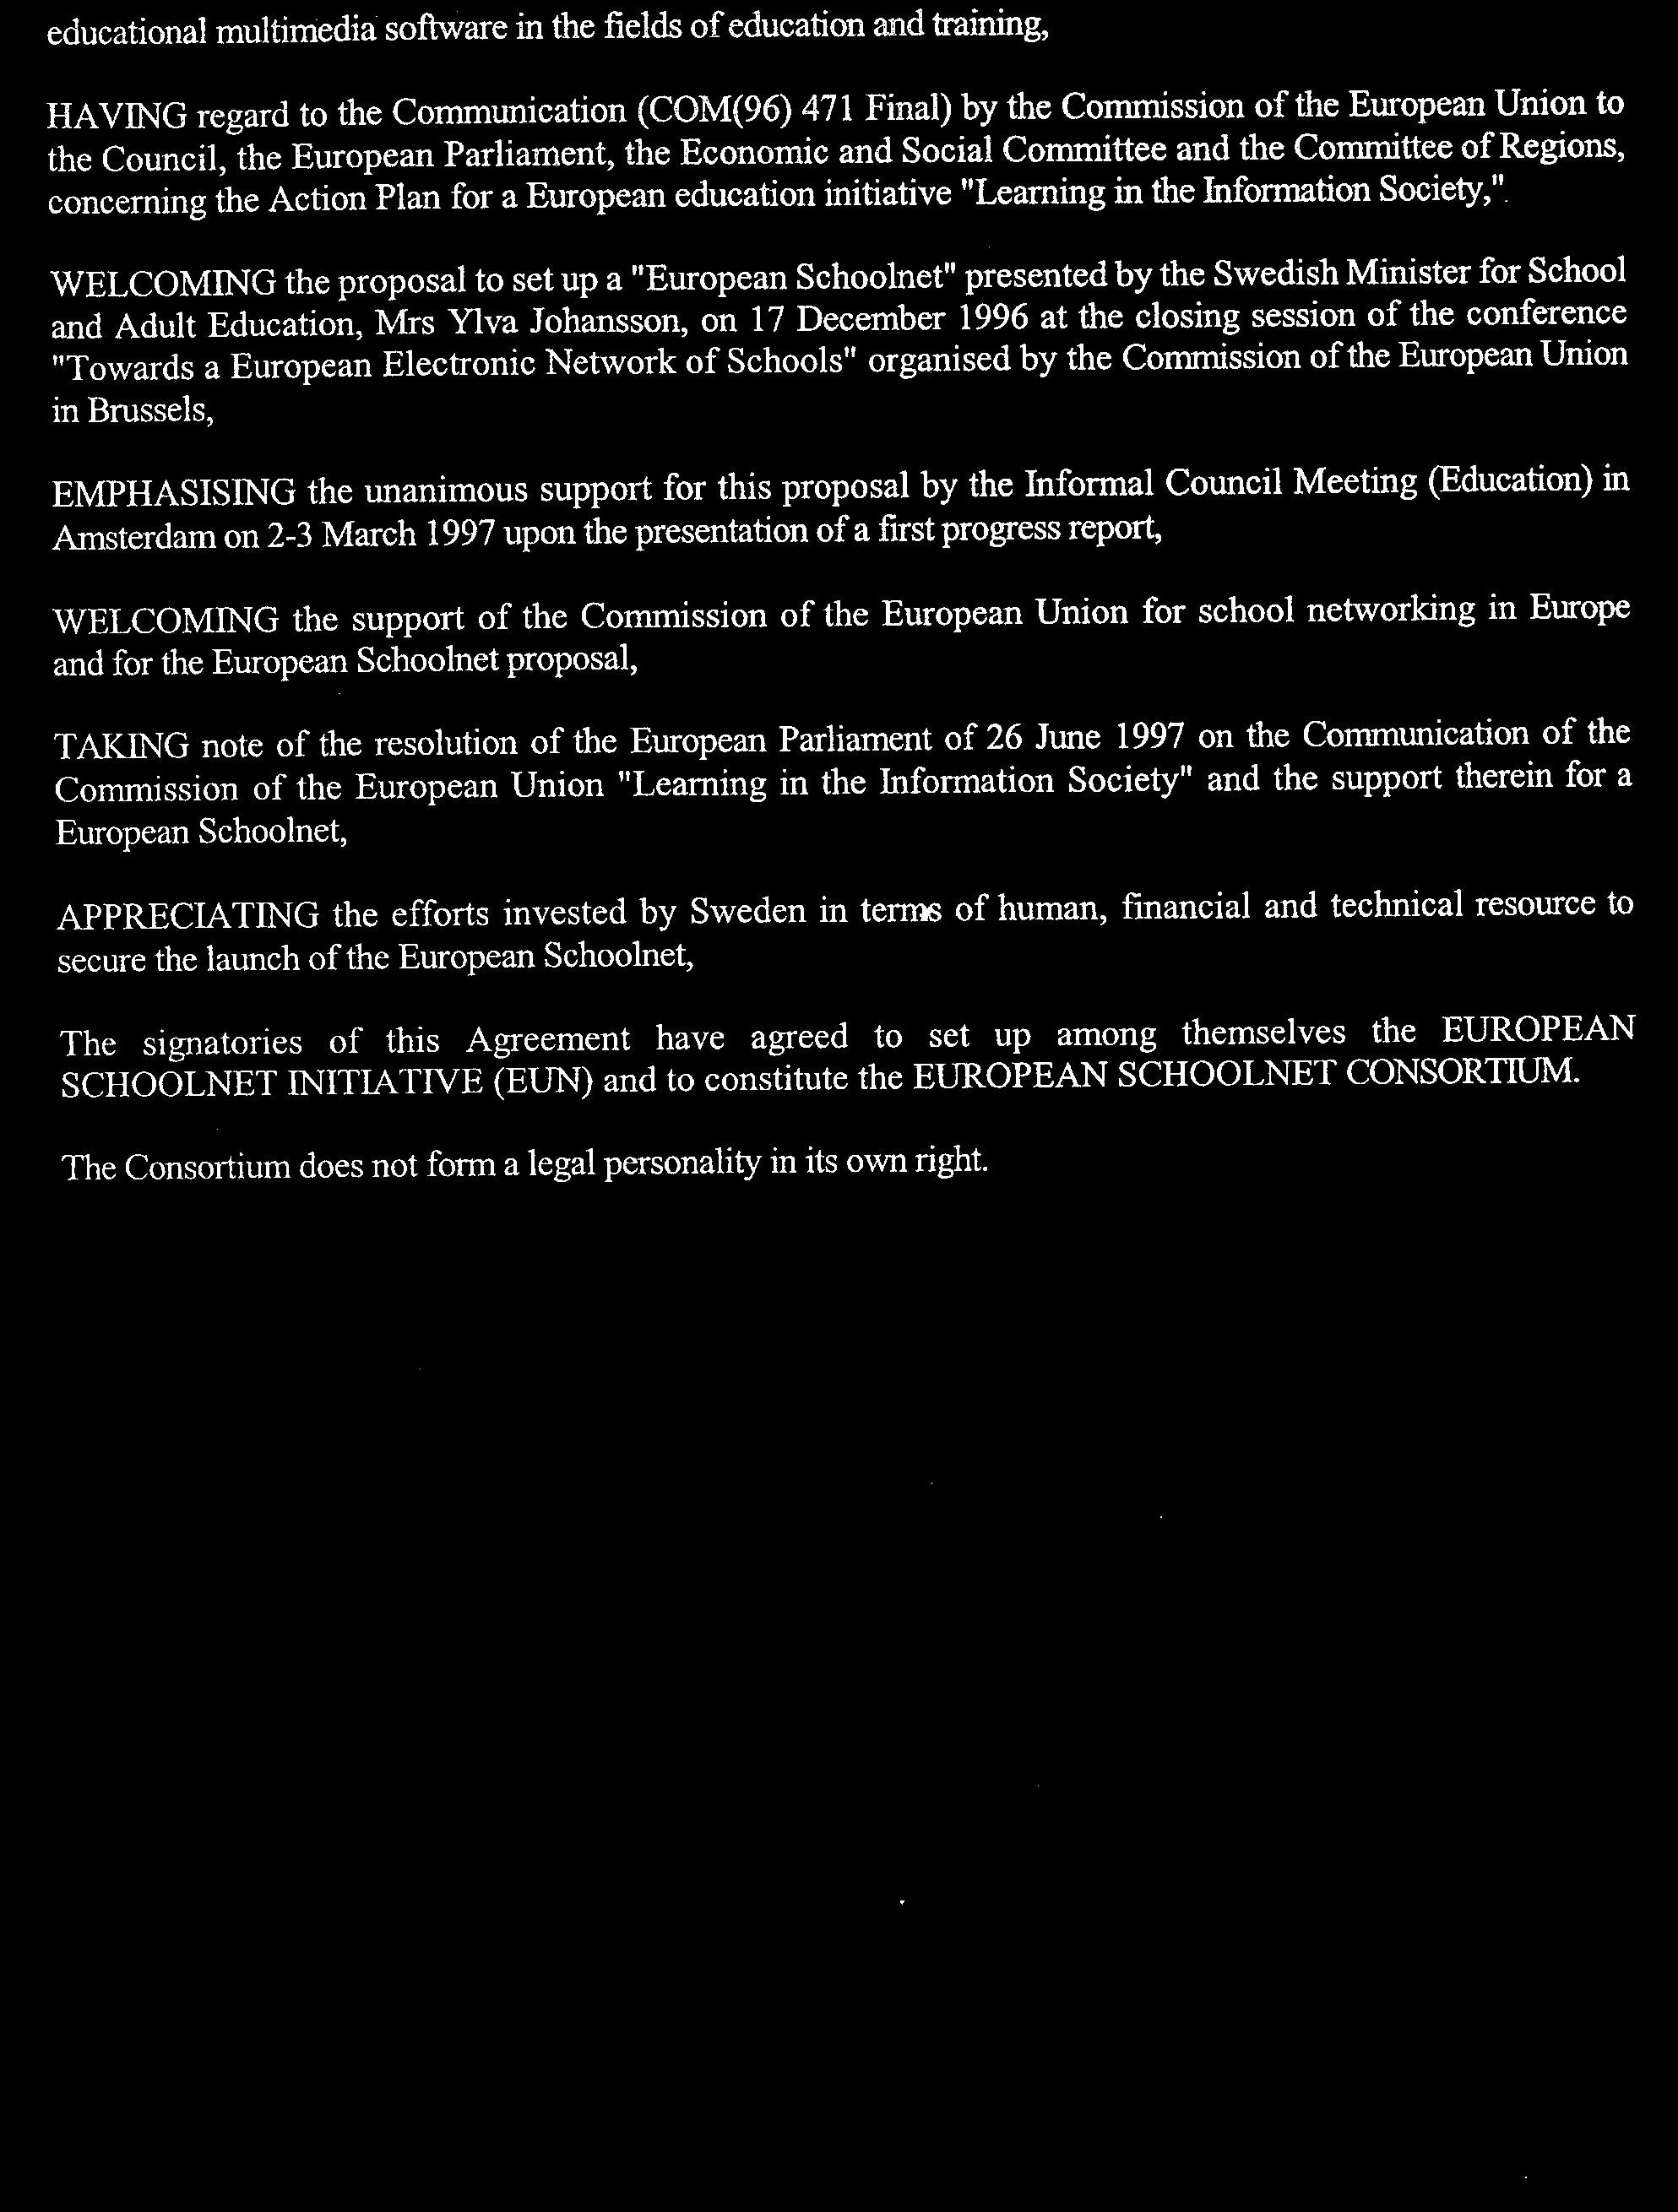 educational multimedia software in the fields of education and training,
HAVING regard to the Communication (COM(96) 471 Final) by the Commission of the European Union to
the Council, the European Parliament, the Economic and Social Committee and the Committee of Regions,
concerning the Action Plan for a European education initiative "Learning in the Information Society,".
WELCOMING the proposal to set up a "European Schoolnet" presented by the Swedish Minister for School
and Adult Education, Mrs Ylva Johansson, on 17 December 1996 at the closing session of the conference
"Towards a European Electronic Network of Schools" organised by the Commission of the European Union
in Brussels,
EMPHASISING the unanimous support for this proposal by the Informal Council Meeting (Education) in
Amsterdam on 2-3 March 1997 upon the presentation of a first progress report,
WELCOMING the support of the Commission of the European Union for school networking in Europe
and for the European Schoolnet proposal,
TAKING note of the resolution of the European Parliament of 26 June 1997 on the Communication of the
Commission of the European Union "Learning in the Information Society" and the support therein for a
European Schoolnet,
APPRECIATING the efforts invested by Sweden in terms of human, financial and technical resource to
secure the launch of the European Schoolnet,
The signatories of this Agreement have agreed to set up among themselves the EUROPEAN
SCHOOLNET INITIATIVE (EUN) and to constitute the EUROPEAN SCHOOLNET CONSORTIUM.
The Consortium does not form a legal personality in its own right.